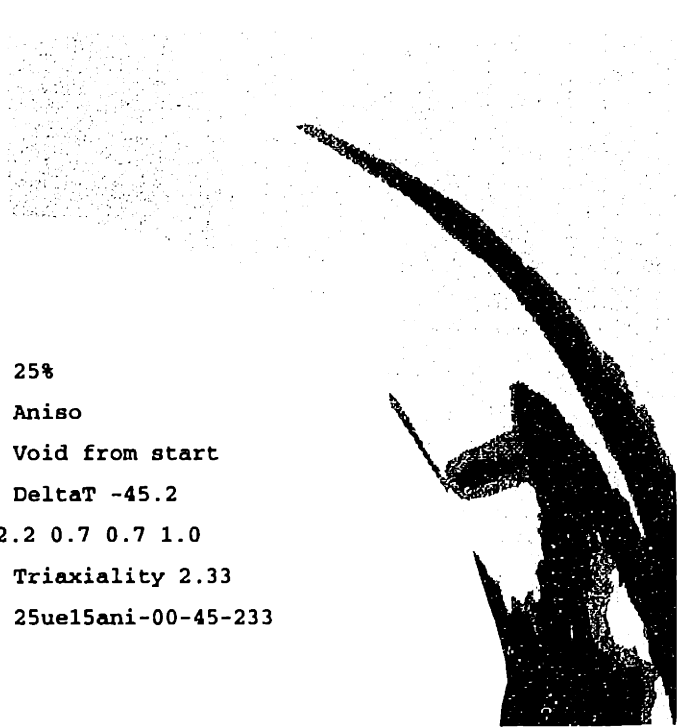 25%
Aniso
Void from start
DeltaT -45.2
2.2 0.7 0.7 1.0
Triaxiality 2.33
25ue15ani-00-45-233